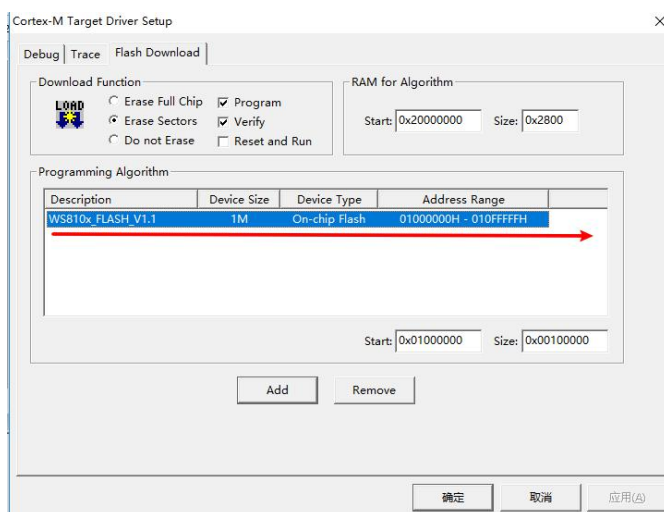 Cortex-M Target Driver Setup
Debug Trace Flash Download
Download Function
LOAD
Erase Full Chip
Erase Sectors
Do not Erase
Program
Verify
Reset and Run
RAM for Algorithm
Start: 0x20000000 Size: 0x2800
Programming Algorithm
Description Device Size Device Type Address Range
WS810x_FLASH_V1.1 1M On-chip Flash 01000000H - 010FFFFFH
Start: 0x01000000 Size: 0x00100000
Add Remove
确定 取消 应用(A)